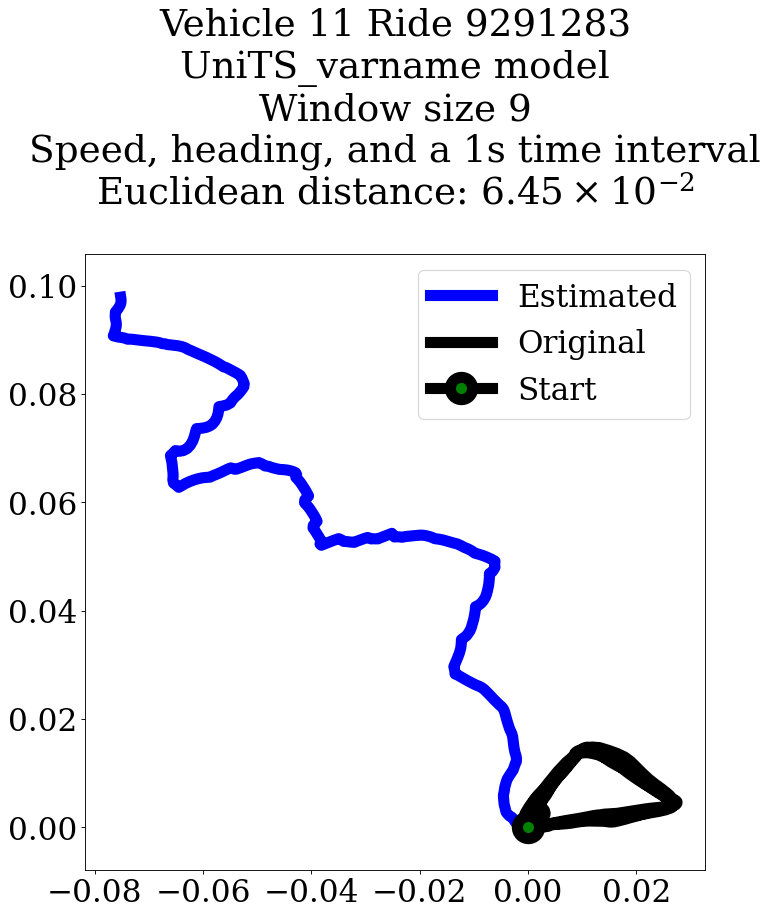 Vehicle 11 Ride 9291283
UniTS_varname model
Window size 9
Speed, heading, and a 1s time interval
Euclidean distance: 6.45 × 10⁻²
Estimated
Original
Start
0.10
0.08
0.06
0.04
0.02
0.00
−0.08 −0.06 −0.04 −0.02 0.00 0.02